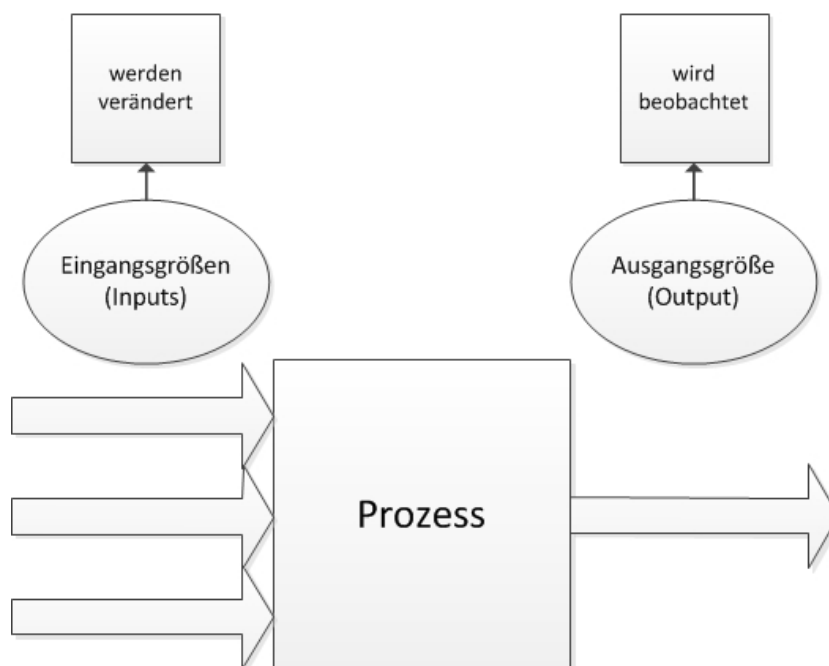 werden
verändert
wird
beobachtet
Eingangsgrößen
(Inputs)
Ausgangsgröße
(Output)
Prozess